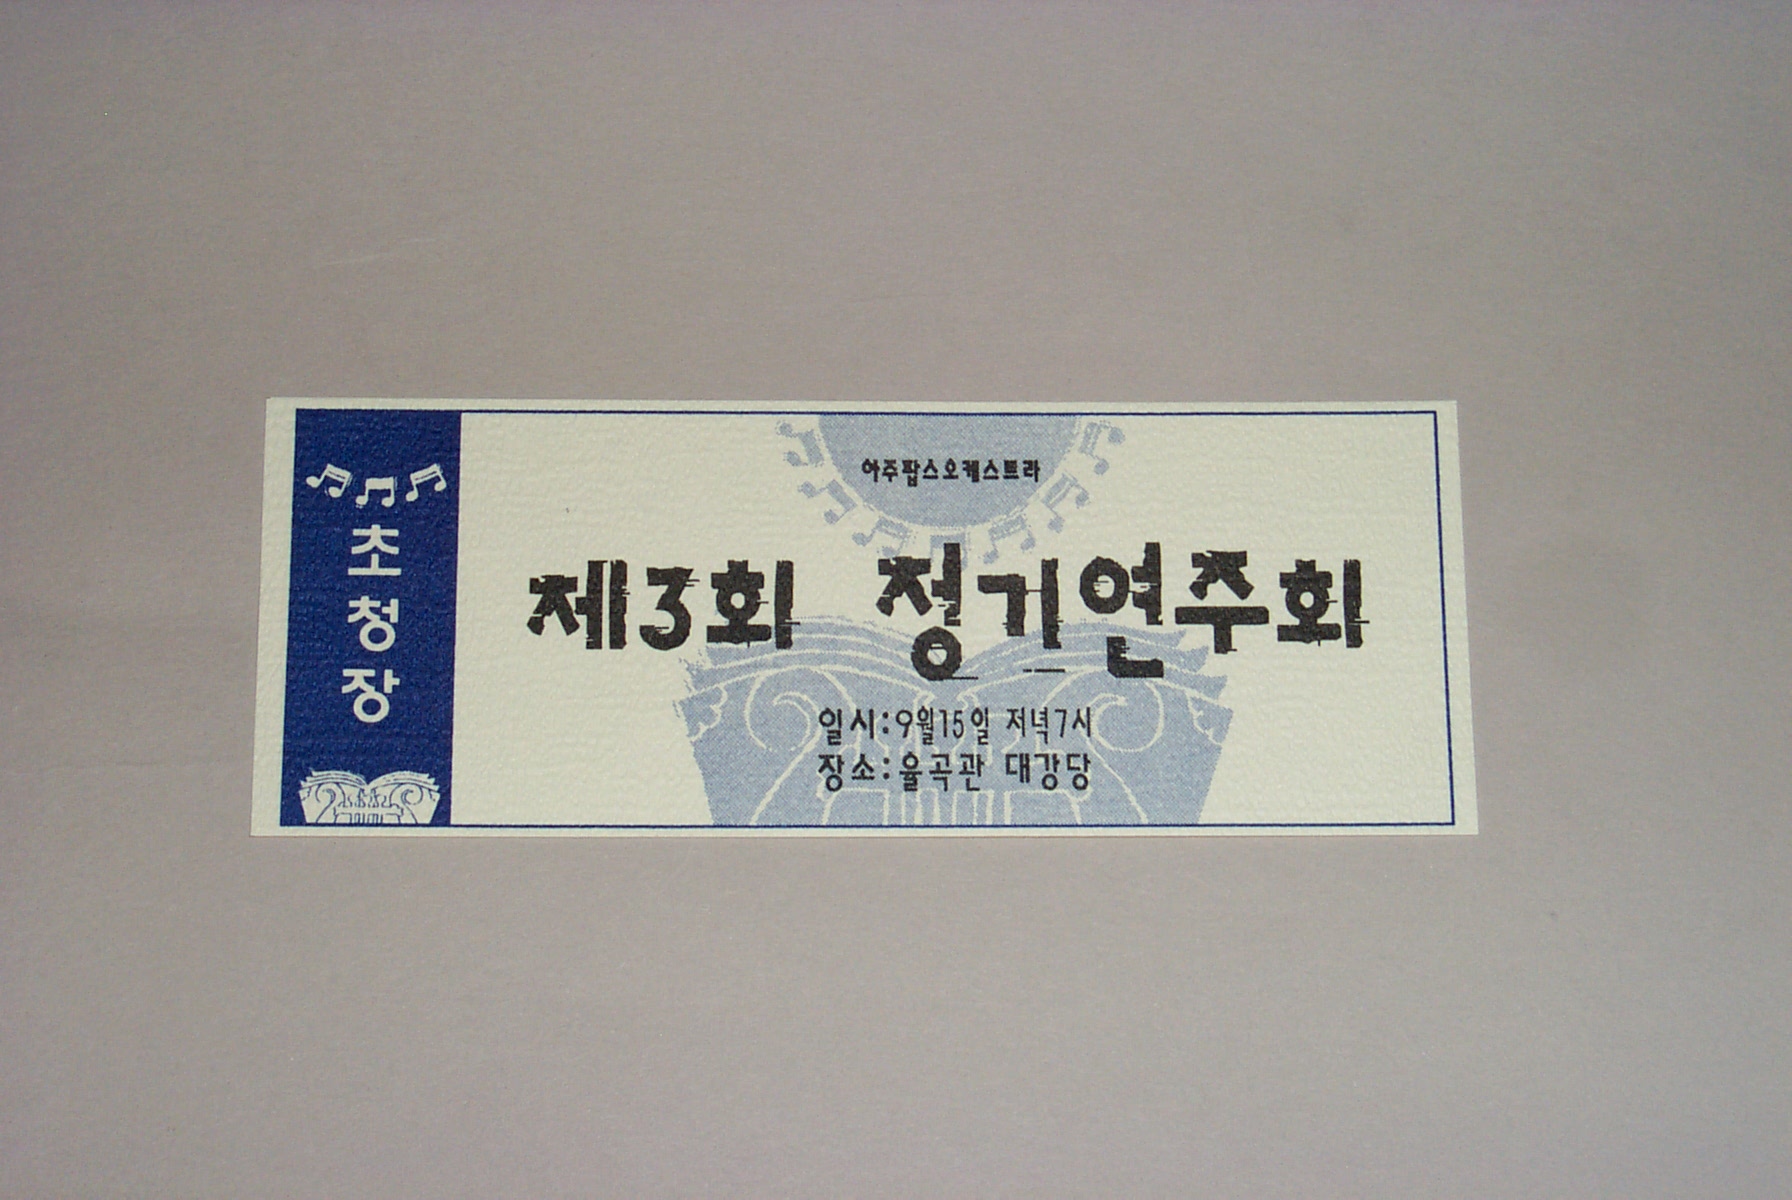 초청장
아주팝스오케스트라
제3회 정기연주회
일시:9월15일 저녁7시
장소:율곡관 대강당